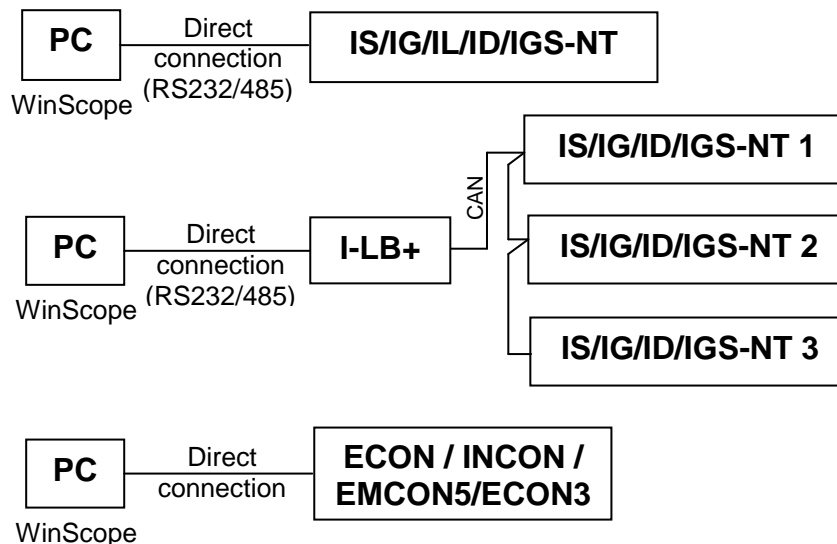 PC
Direct
connection
(RS232/485)
IS/IG/IL/ID/IGS-NT
WinScope
IS/IG/ID/IGS-NT 1
CAN
PC
Direct
connection
(RS232/485)
I-LB+
IS/IG/ID/IGS-NT 2
WinScope
IS/IG/ID/IGS-NT 3
PC
Direct
connection
ECON / INCON /
EMCON5/ECON3
WinScope